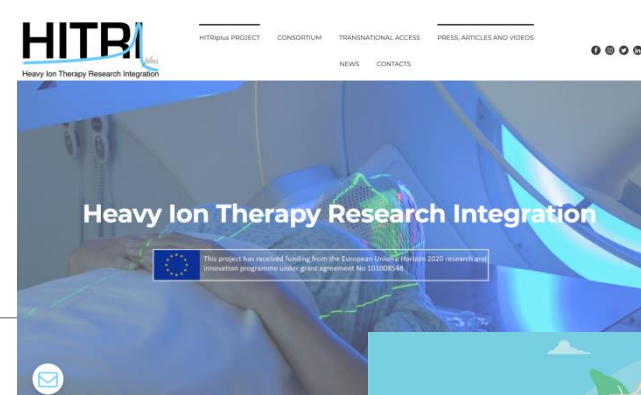 HITRI
plus
Heavy Ion Therapy Research Integration
HITRIplus PROJECT
CONSORTIUM
TRANSNATIONAL ACCESS
PRESS, ARTICLES AND VIDEOS
NEWS
CONTACTS
Heavy Ion Therapy Research Integration
This project has received funding from the European Union's Horizon 2020 research and
innovation programme under grant agreement No 101008548